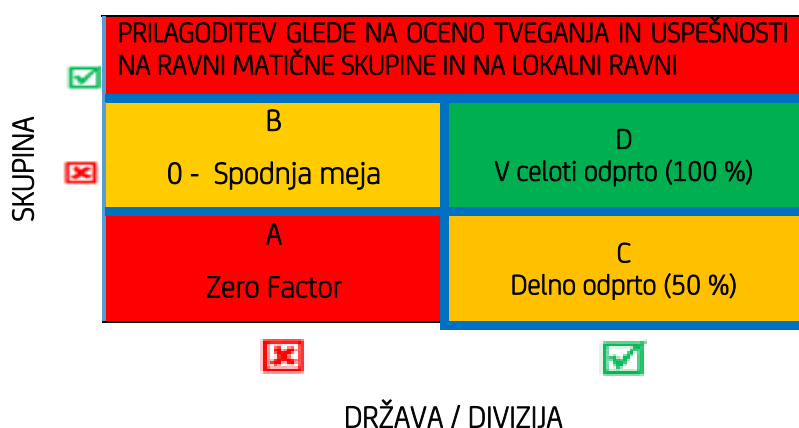 PRILAGODITEV GLEDE NA OCENO TVEGANJA IN USPEŠNOSTI
NA RAVNI MATIČNE SKUPINE IN NA LOKALNI RAVNI
SKUPINA
B
0 - Spodnja meja
D
V celoti odprto (100 %)
A
Zero Factor
C
Delno odprto (50 %)
DRŽAVA / DIVIZIJA